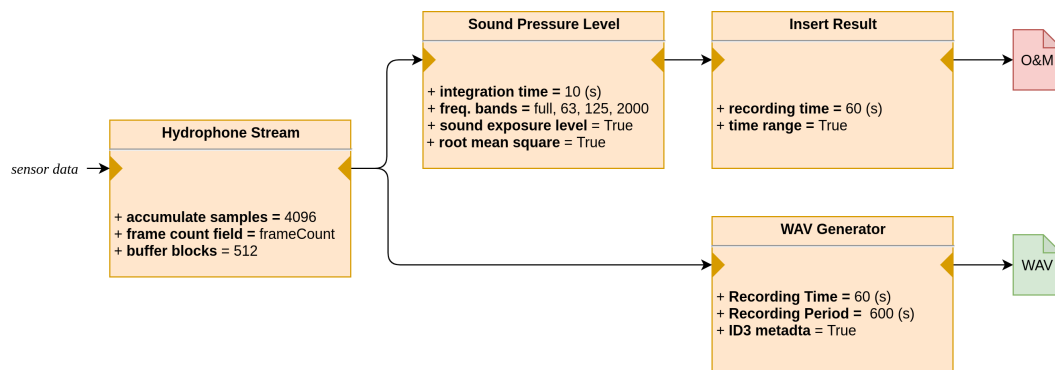 sensor data
Hydrophone Stream
+ accumulate samples = 4096
+ frame count field = frameCount
+ buffer blocks = 512
Sound Pressure Level
+ integration time = 10 (s)
+ freq. bands = full, 63, 125, 2000
+ sound exposure level = True
+ root mean square = True
Insert Result
+ recording time = 60 (s)
+ time range = True
O&M
WAV Generator
+ Recording Time = 60 (s)
+ Recording Period =  600 (s)
+ ID3 metadta = True
WAV